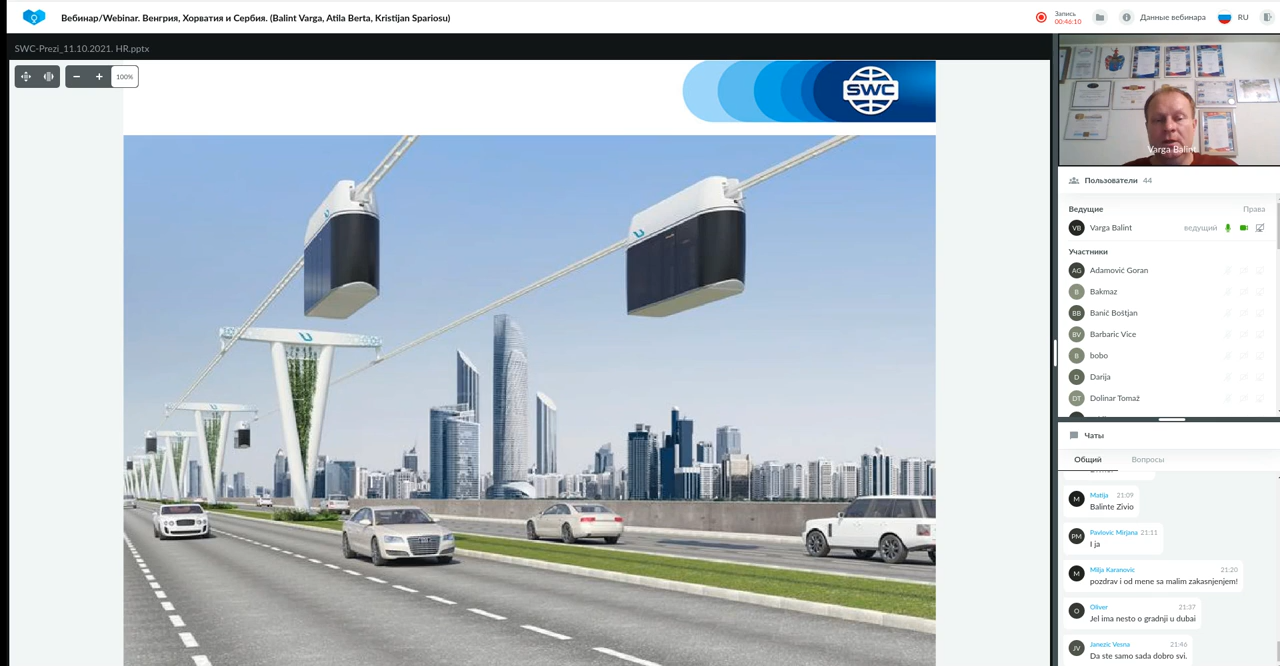 Вебинар/Webinar. Венгрия, Хорватия и Сербия. (Balint Varga, Atila Berta, Kristijan Spariosu)
Запись
00:46:10
Данные вебинара
RU
SWC-Prezi_11.10.2021. HR.pptx
100%
SWC
Varga Balint
Пользователи 44
Ведущие Права
VB Varga Balint ведущий
Участники
AG Adamović Goran
B Bakmaz
BB Banič Boštjan
BV Barbaric Vice
B bobo
D Darija
DT Dolinar Tomaž
Чаты
Общий Вопросы
M Matija 21:09
Balinte Zivio
PM Pavlovic Mirjana 21:11
I ja
M Milja Karanovic 21:20
pozdrav i od mene sa malim zakasnjenjem!
O Oliver 21:37
Jel ima nesto o gradnji u dubai
JV Janezic Vesna 21:46
Da ste samo sada dobro svi.